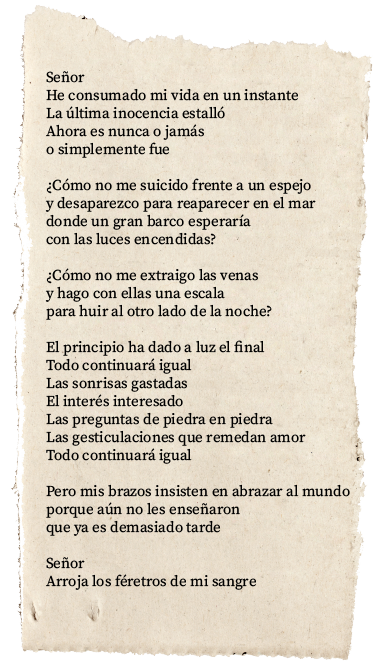 Señor
He consumado mi vida en un instante
La última inocencia estalló
Ahora es nunca o jamás
o simplemente fue

¿Cómo no me suicido frente a un espejo
y desaparezco para reaparecer en el mar
donde un gran barco esperaría
con las luces encendidas?

¿Cómo no me extraigo las venas
y hago con ellas una escala
para huir al otro lado de la noche?

El principio ha dado a luz el final
Todo continuará igual
Las sonrisas gastadas
El interés interesado
Las preguntas de piedra en piedra
Las gesticulaciones que remedan amor
Todo continuará igual

Pero mis brazos insisten en abrazar al mundo
porque aún no les enseñaron
que ya es demasiado tarde

Señor
Arroja los féretros de mi sangre